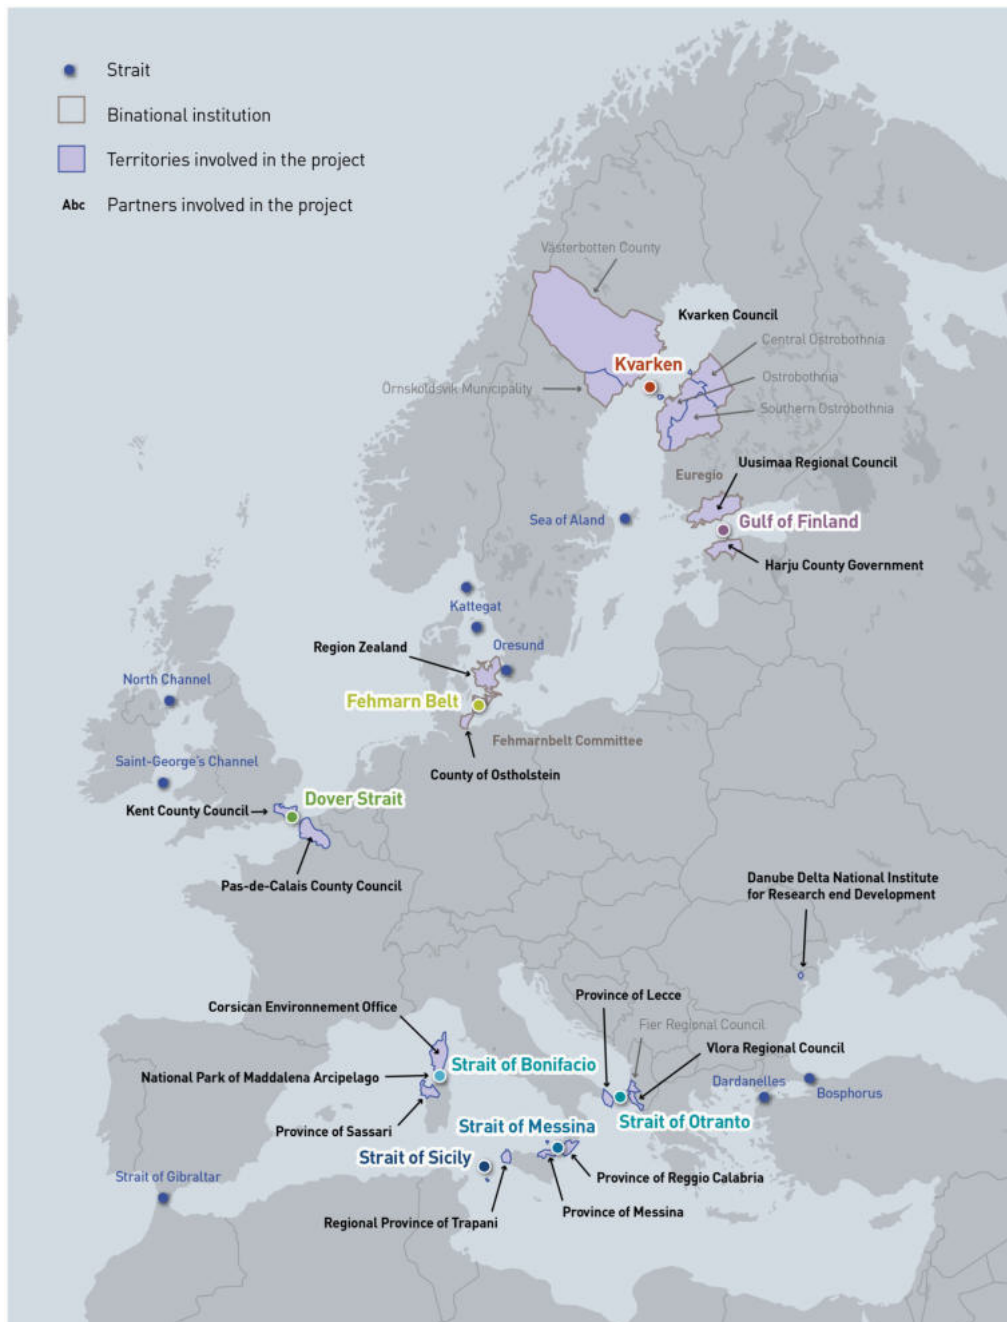 Strait
Binational institution
Territories involved in the project
Abc Partners involved in the project
Västerbotten County
Kvarken Council
Central Ostrobothnia
Kvarken
Ostrobothnia
Örnskoldsvik Municipality
Southern Ostrobothnia
Uusimaa Regional Council
Euregio
Sea of Aland
Gulf of Finland
Harju County Government
Kattegat
Region Zealand
Oresund
North Channel
Fehmarn Belt
Fehmarnbelt Committee
Saint-George's Channel
County of Ostholstein
Dover Strait
Kent County Council
Pas-de-Calais County Council
Danube Delta National Institute
for Research end Development
Province of Lecce
Corsican Environnement Office
Fier Regional Council
Vlora Regional Council
Strait of Bonifacio
National Park of Maddalena Arcipelago
Dardanelles
Bosphorus
Strait of Otranto
Province of Sassari
Strait of Messina
Strait of Sicily
Strait of Gibraltar
Province of Reggio Calabria
Province of Messina
Regional Province of Trapani